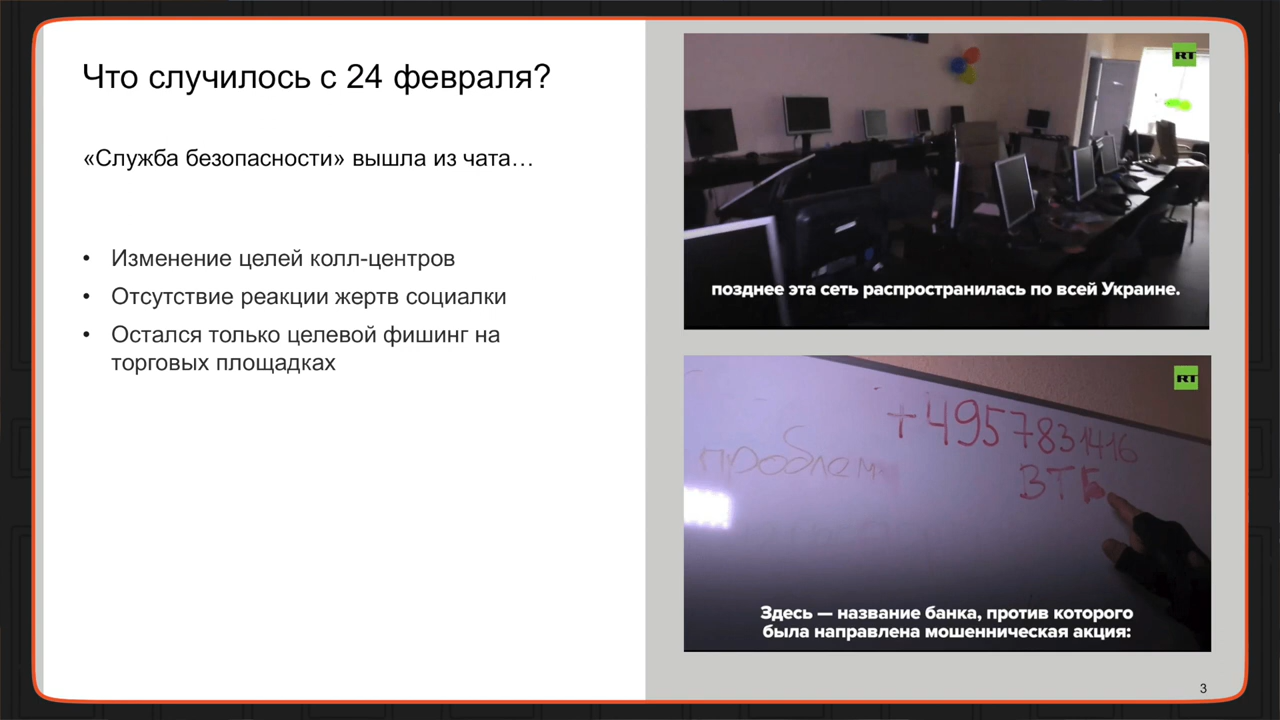 Что случилось с 24 февраля?
«Служба безопасности» вышла из чата…
• Изменение целей колл-центров
• Отсутствие реакции жертв социалки
• Остался только целевой фишинг на
торговых площадках
RT
позднее эта сеть распространилась по всей Украине.
RT
+4957831416
проблем
ВТБ
Здесь — название банка, против которого
была направлена мошенническая акция:
3